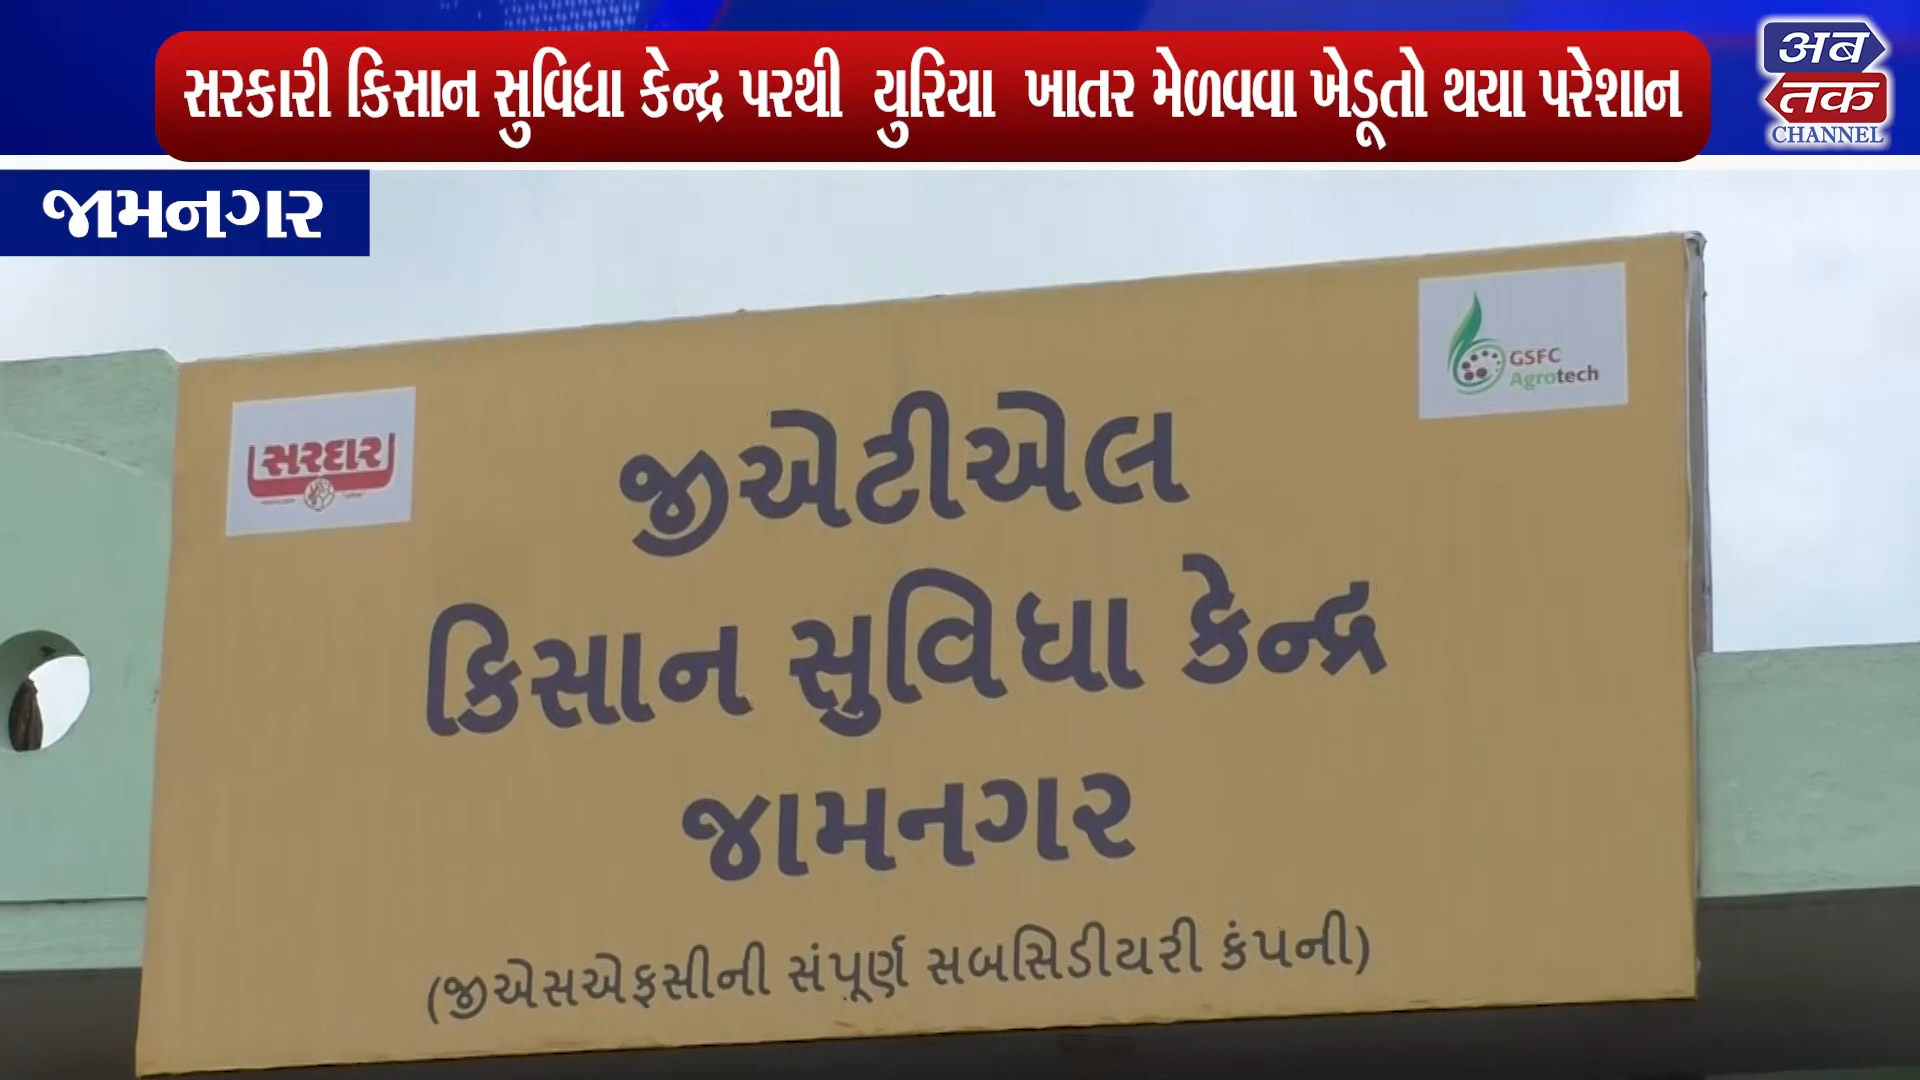 સરકારી કિસાન સુવિધા કેન્દ્ર પરથી યુરિયા ખાતર મેળવવા ખેડૂતો થયા પરેશાન
अब
तक
CHANNEL
જામનગર
GSFC
Agrotech
સરદાર
જીએટીએલ
કિસાન સુવિધા કેન્દ્ર
જામનગર
(જીએસએફસીની સંપૂર્ણ સબસિડીયરી કંપની)